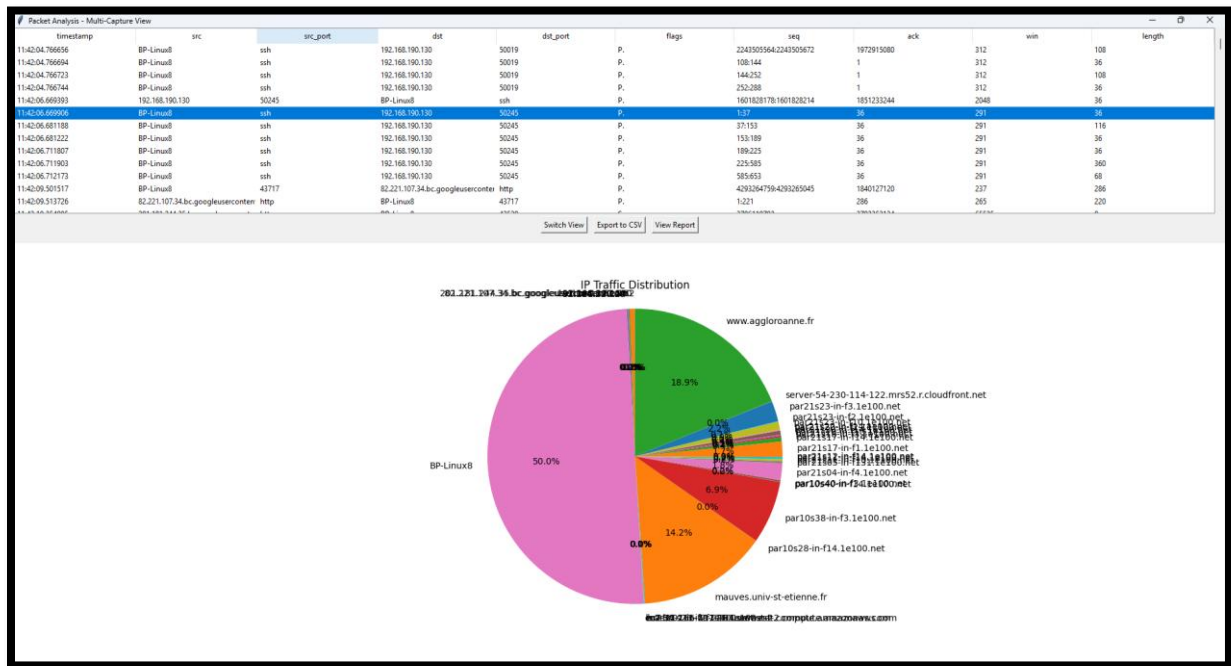 Packet Analysis - Multi-Capture View
timestamp src src_port dst dst_port flags seq ack win length
11:42:04.766656 BP-Linux8 ssh 192.168.190.130 50019 P. 2243505564:2243505672 1972915080 312 108
11:42:04.766694 BP-Linux8 ssh 192.168.190.130 50019 P. 108:144 1 312 36
11:42:04.766723 BP-Linux8 ssh 192.168.190.130 50019 P. 144:252 1 312 108
11:42:04.766744 BP-Linux8 ssh 192.168.190.130 50019 P. 252:288 1 312 36
11:42:06.669393 192.168.190.130 50245 BP-Linux8 ssh P. 1601828178:1601828214 1851233244 2048 36
11:42:06.669906 BP-Linux8 ssh 192.168.190.130 50245 P. 1:37 36 291 36
11:42:06.681188 BP-Linux8 ssh 192.168.190.130 50245 P. 37:153 36 291 116
11:42:06.681222 BP-Linux8 ssh 192.168.190.130 50245 P. 153:189 36 291 36
11:42:06.711807 BP-Linux8 ssh 192.168.190.130 50245 P. 189:225 36 291 36
11:42:06.711903 BP-Linux8 ssh 192.168.190.130 50245 P. 225:585 36 291 360
11:42:06.712173 BP-Linux8 ssh 192.168.190.130 50245 P. 585:653 36 291 68
11:42:09.501517 BP-Linux8 43717 82.221.107.34.bc.googleuserconter http P. 4293264759:4293265045 1840127120 237 286
11:42:09.513726 82.221.107.34.bc.googleuserconten http BP-Linux8 43717 P. 1:221 286 265 220
Switch View Export to CSV View Report
IP Traffic Distribution
www.aggloroanne.fr
18.9%
server-54-230-114-122.mrs52.r.cloudfront.net
par21s23-in-f3.1e100.net
0.0%
par21s17-in-f1.1e100.net
BP-Linux8
50.0%
par21s04-in-f4.1e100.net
6.9%
par10s38-in-f3.1e100.net
0.0%
14.2%
par10s28-in-f14.1e100.net
mauves.univ-st-etienne.fr